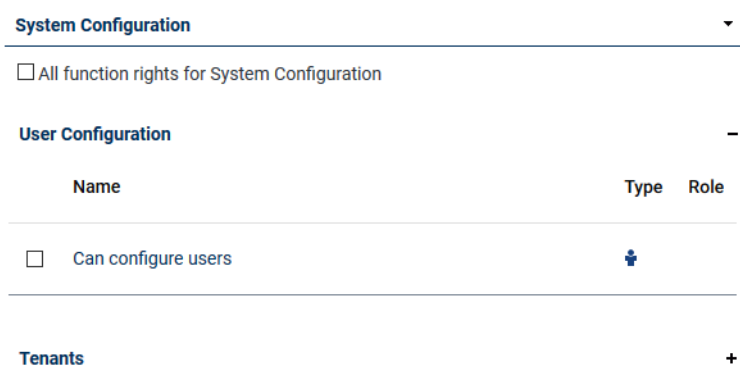 System Configuration
All function rights for System Configuration
User Configuration
Name Type Role
Can configure users
Tenants